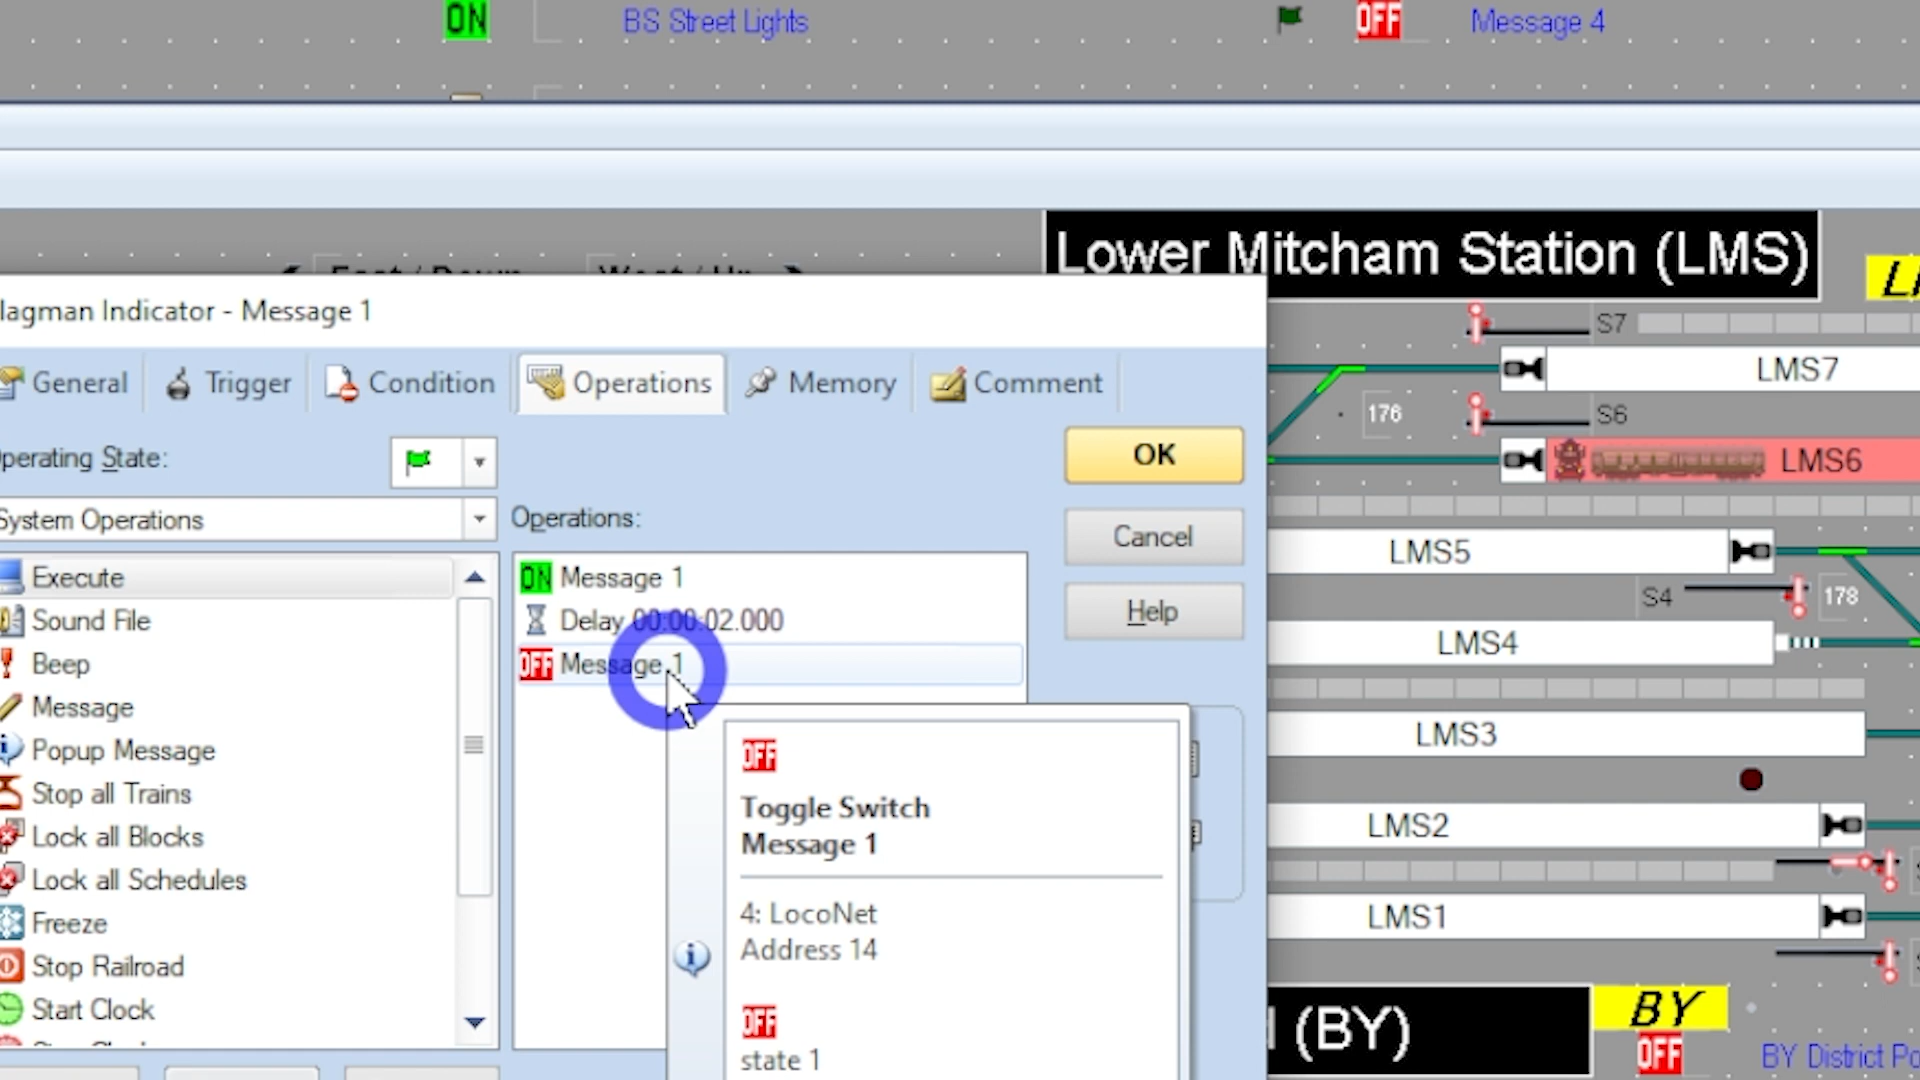 ON BS Street Lights OFF Message 4
Lower Mitcham Station (LMS)
lagman Indicator - Message 1
S7
General Trigger Condition Operations Memory Comment
LMS7
176
S6
perating State:
OK
LMS6
System Operations
Operations:
Cancel
LMS5
Execute
ON Message 1
S4
178
Sound File
Delay 00:00:02.000
Help
Beep
OFF Message 1
LMS4
Message
Popup Message
OFF
LMS3
Stop all Trains
Toggle Switch
Lock all Blocks
Message 1
LMS2
Lock all Schedules
4: LocoNet
LMS1
Freeze
Address 14
Stop Railroad
(BY)
BY
Start Clock
OFF
state 1
OFF
BY District Po